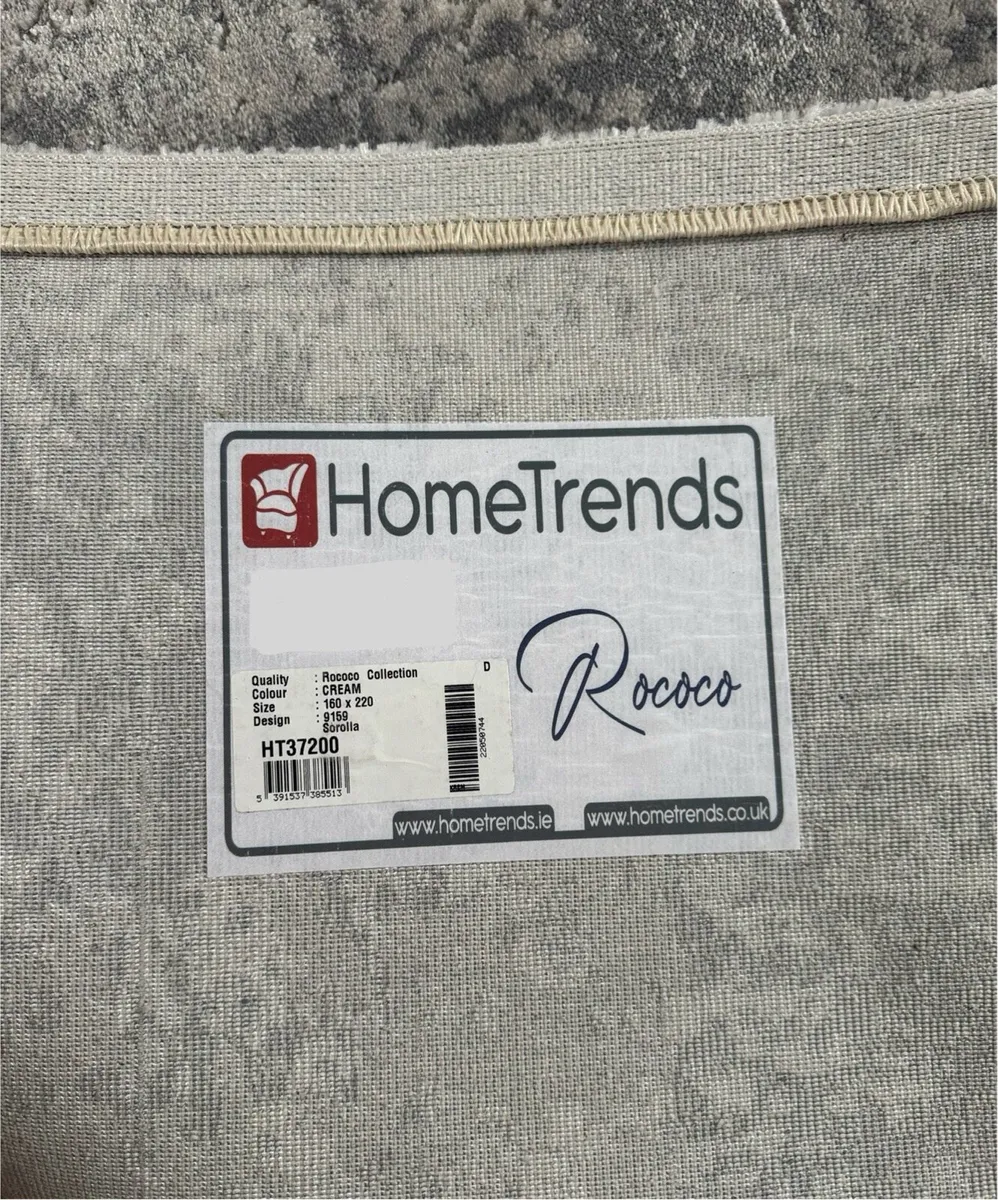 HomeTrends
Rococo
D
Quality : Rococo Collection
Colour : CREAM
Size : 160 x 220
Design : 9159
Sorolla
HT37200
5 391537 385513
22050744
www.hometrends.ie
www.hometrends.co.uk